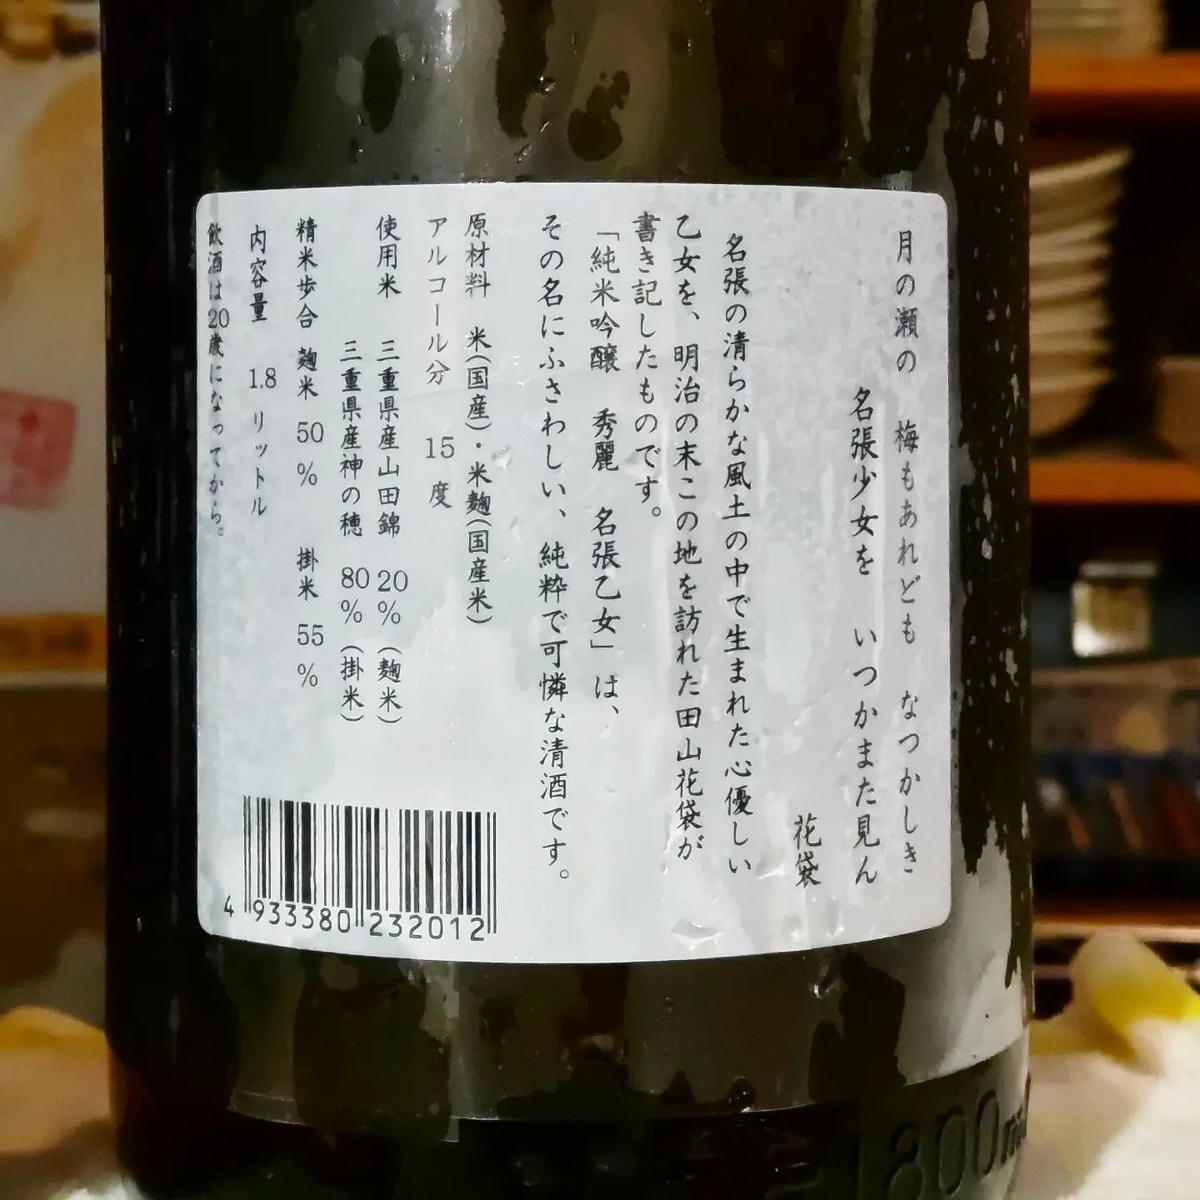 月の瀬の　梅もあれども　なつかしき
名張少女を　いつかまた見ん
花袋
名張の清らかな風土の中で生まれた心優しい
乙女を、明治の末この地を訪れた田山花袋が
書き記したものです。
「純米吟醸　秀麗　名張乙女」は、
その名にふさわしい、純粋で可憐な清酒です。
原材料　米(国産)・米麹(国産米)
アルコール分　15度
使用米　三重県産山田錦　20%（麹米）
三重県産神の穂　80%（掛米）
精米歩合　麹米　50%　掛米　55%
内容量　1.8リットル
飲酒は20歳になってから。
4 933380 232012
1800